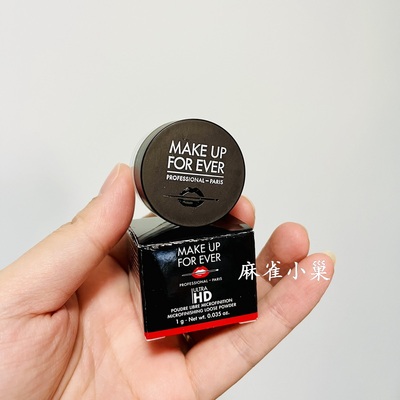 MAKE UP
FOR EVER
PROFESSIONAL – PARIS
MAKE UP
FOR EVER
PROFESSIONAL – PARIS
麻雀小巢
ULTRA
HD
POUDRE LIBRE MICROFINITION
MICROFINISHING LOOSE POWDER
1 g - Net wt. 0.035 oz.